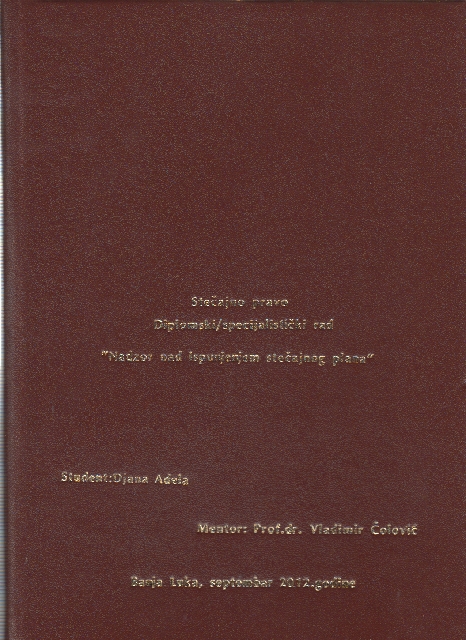 Stečajno pravo
Diplomski/specijalistički rad
"Nadzor nad ispunjenjem stečajnog plana"
Student:Djana Adela
Mentor: Prof.dr. Vladimir Čolović
Banja Luka, septembar 2012.godine